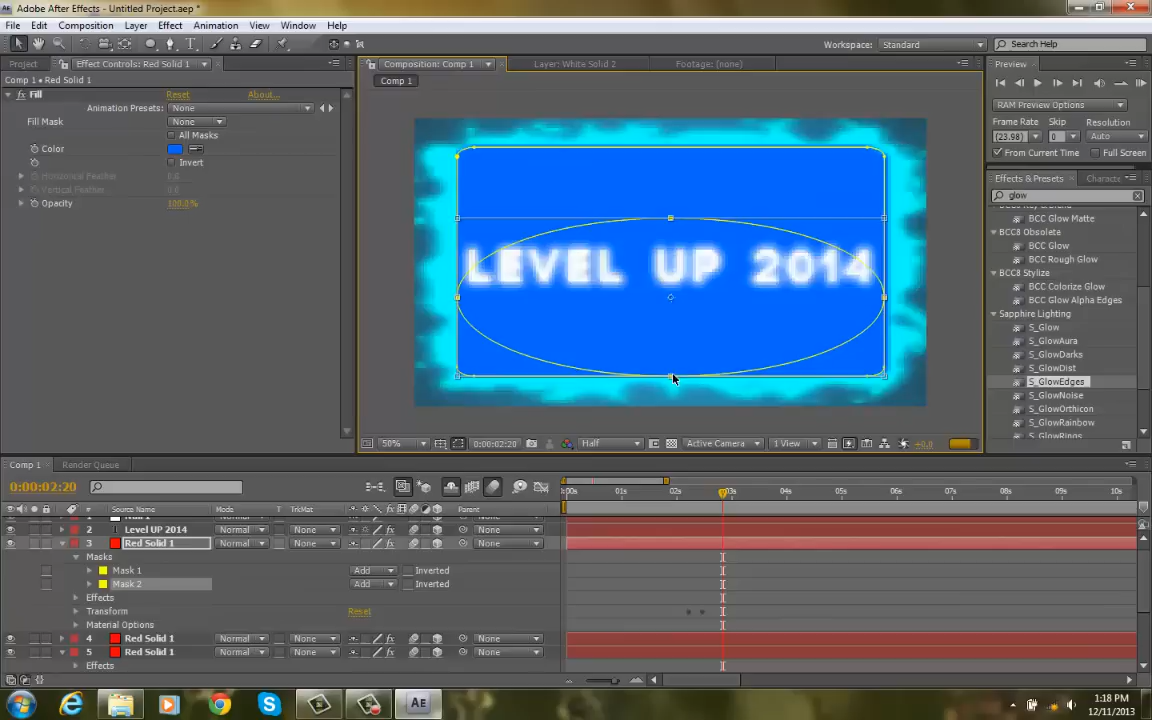 Adobe After Effects - Untitled Project.aep *
File Edit Composition Layer Effect Animation View Window Help
Workspace: Standard Search Help
Project Effect Controls: Red Solid 1
Comp 1 • Red Solid 1
fx Fill Reset About...
Animation Presets: None
Fill Mask None
All Masks
Color
Invert
Horizontal Feather 0.0
Vertical Feather 0.0
Opacity 100.0%
Composition: Comp 1 Layer: White Solid 2 Footage: (none)
Comp 1
LEVEL UP 2014
50% 0:00:02:20 Half Active Camera 1 View +0.0
Preview
RAM Preview Options
Frame Rate Skip Resolution
(23.98) 0 Auto
From Current Time Full Screen
Effects & Presets
glow
BCC Glow Matte
BCC8 Obsolete
BCC Glow
BCC Rough Glow
BCC8 Stylize
BCC Colorize Glow
BCC Glow Alpha Edges
Sapphire Lighting
S_Glow
S_GlowAura
S_GlowDarks
S_GlowDist
S_GlowEdges
S_GlowNoise
S_GlowOrthicon
S_GlowRainbow
S_GlowRings
Comp 1 Render Queue
0:00:02:20
01s 02s 03s 04s 05s 06s 07s 08s 09s 10s
# Source Name Mode T TrkMat Parent
2 Level UP 2014 Normal None None
3 Red Solid 1 Normal None None
Masks
Mask 1 Add Inverted
Mask 2 Add Inverted
Effects
Transform Reset
Material Options
4 Red Solid 1 Normal None None
5 Red Solid 1 Normal None None
Effects
1:18 PM
12/11/2013